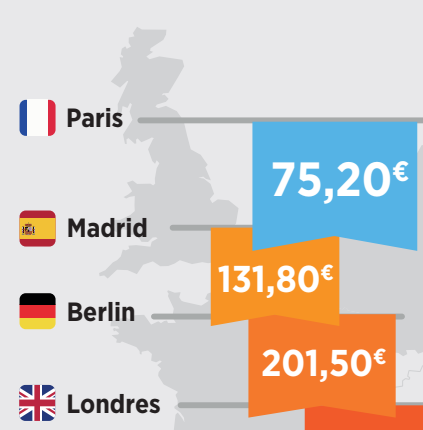 Paris
75,20€
Madrid
131,80€
Berlin
201,50€
Londres